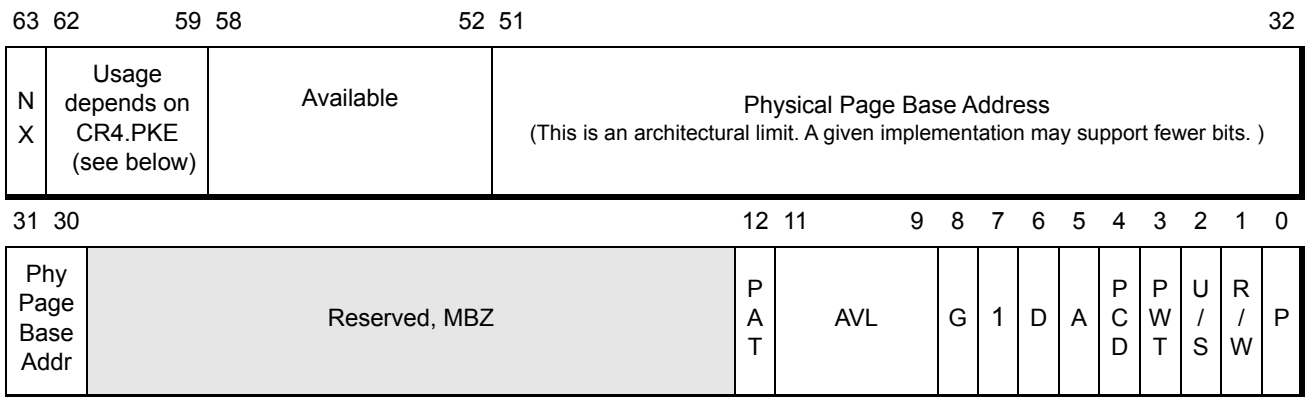 63 62 59 58 52 51 32
N
X
Usage
depends on
CR4.PKE
(see below)
Available
Physical Page Base Address
(This is an architectural limit. A given implementation may support fewer bits. )
31 30 12 11 9 8 7 6 5 4 3 2 1 0
Phy
Page
Base
Addr
Reserved, MBZ
P
A
T
AVL
G
1
D
A
P
C
D
P
W
T
U
/
S
R
/
W
P